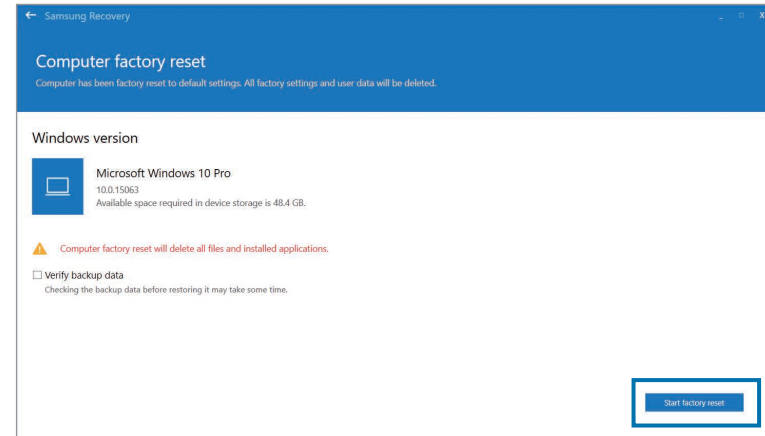 Samsung Recovery
Computer factory reset
Computer has been factory reset to default settings. All factory settings and user data will be deleted.
Windows version
Microsoft Windows 10 Pro
10.0.15063
Available space required in device storage is 48.4 GB.
Computer factory reset will delete all files and installed applications.
Verify backup data
Checking the backup data before restoring it may take some time.
Start factory reset